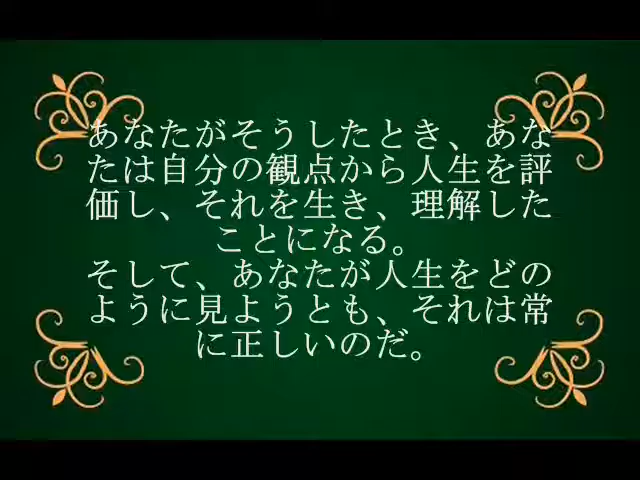 あなたがそうしたとき、あな
たは自分の観点から人生を評
価し、それを生き、理解した
ことになる。
そして、あなたが人生をどの
ように見ようとも、それは常
に正しいのだ。